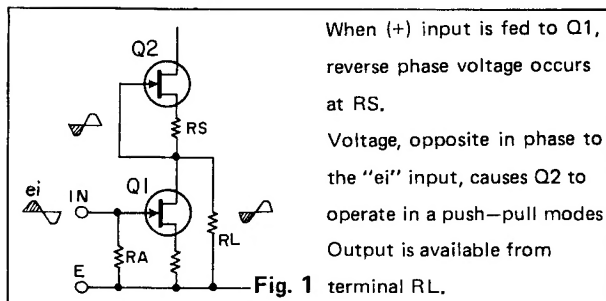 Q2
When (+) input is fed to Q1,
reverse phase voltage occurs
at RS.
RS
Voltage, opposite in phase to
the "ei" input, causes Q2 to
operate in a push—pull modes
Output is available from
terminal RL.
ei
IN
Q1
RA
RL
E
Fig. 1